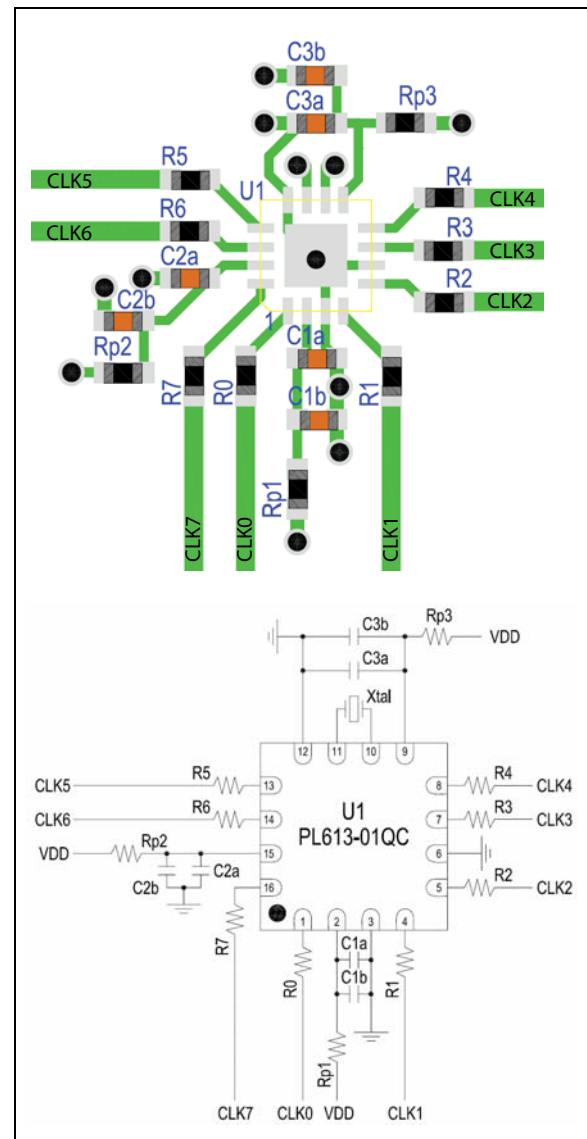 C3b
C3a
Rp3
R5
U1
R4
CLK5
CLK4
R6
R3
CLK6
CLK3
C2a
R2
C2b
CLK2
1
C1a
Rp2
R7
R0
R1
C1b
Rp1
CLK7
CLK0
CLK1
C3b
Rp3
VDD
C3a
Xtal
12
11
10
9
CLK5
R5
13
8
R4
CLK4
CLK6
R6
14
U1
7
R3
CLK3
PL613-01QC
VDD
Rp2
15
6
C2b
C2a
16
5
R2
CLK2
R7
1
2
3
4
R0
C1a
C1b
R1
Rp1
CLK7
CLK0
VDD
CLK1